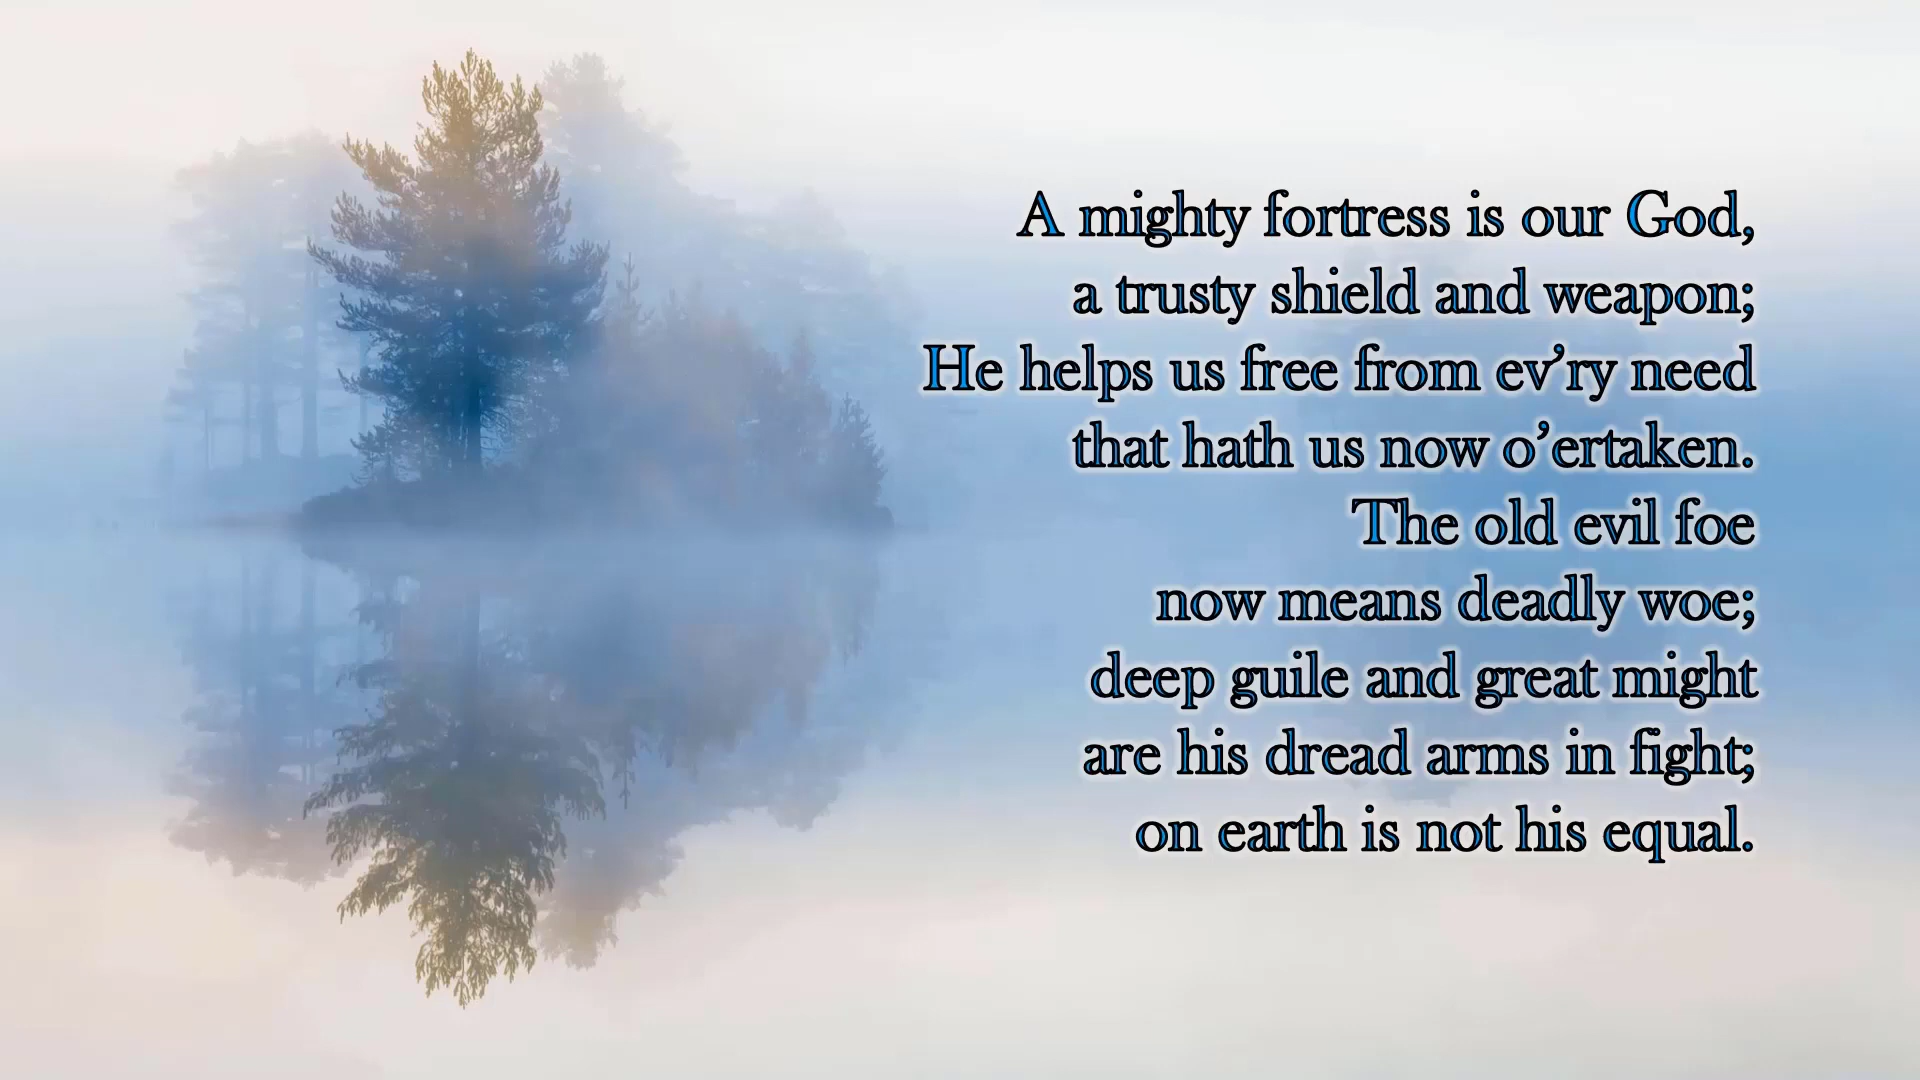 A mighty fortress is our God,
a trusty shield and weapon;
He helps us free from ev’ry need
that hath us now o’ertaken.
The old evil foe
now means deadly woe;
deep guile and great might
are his dread arms in fight;
on earth is not his equal.